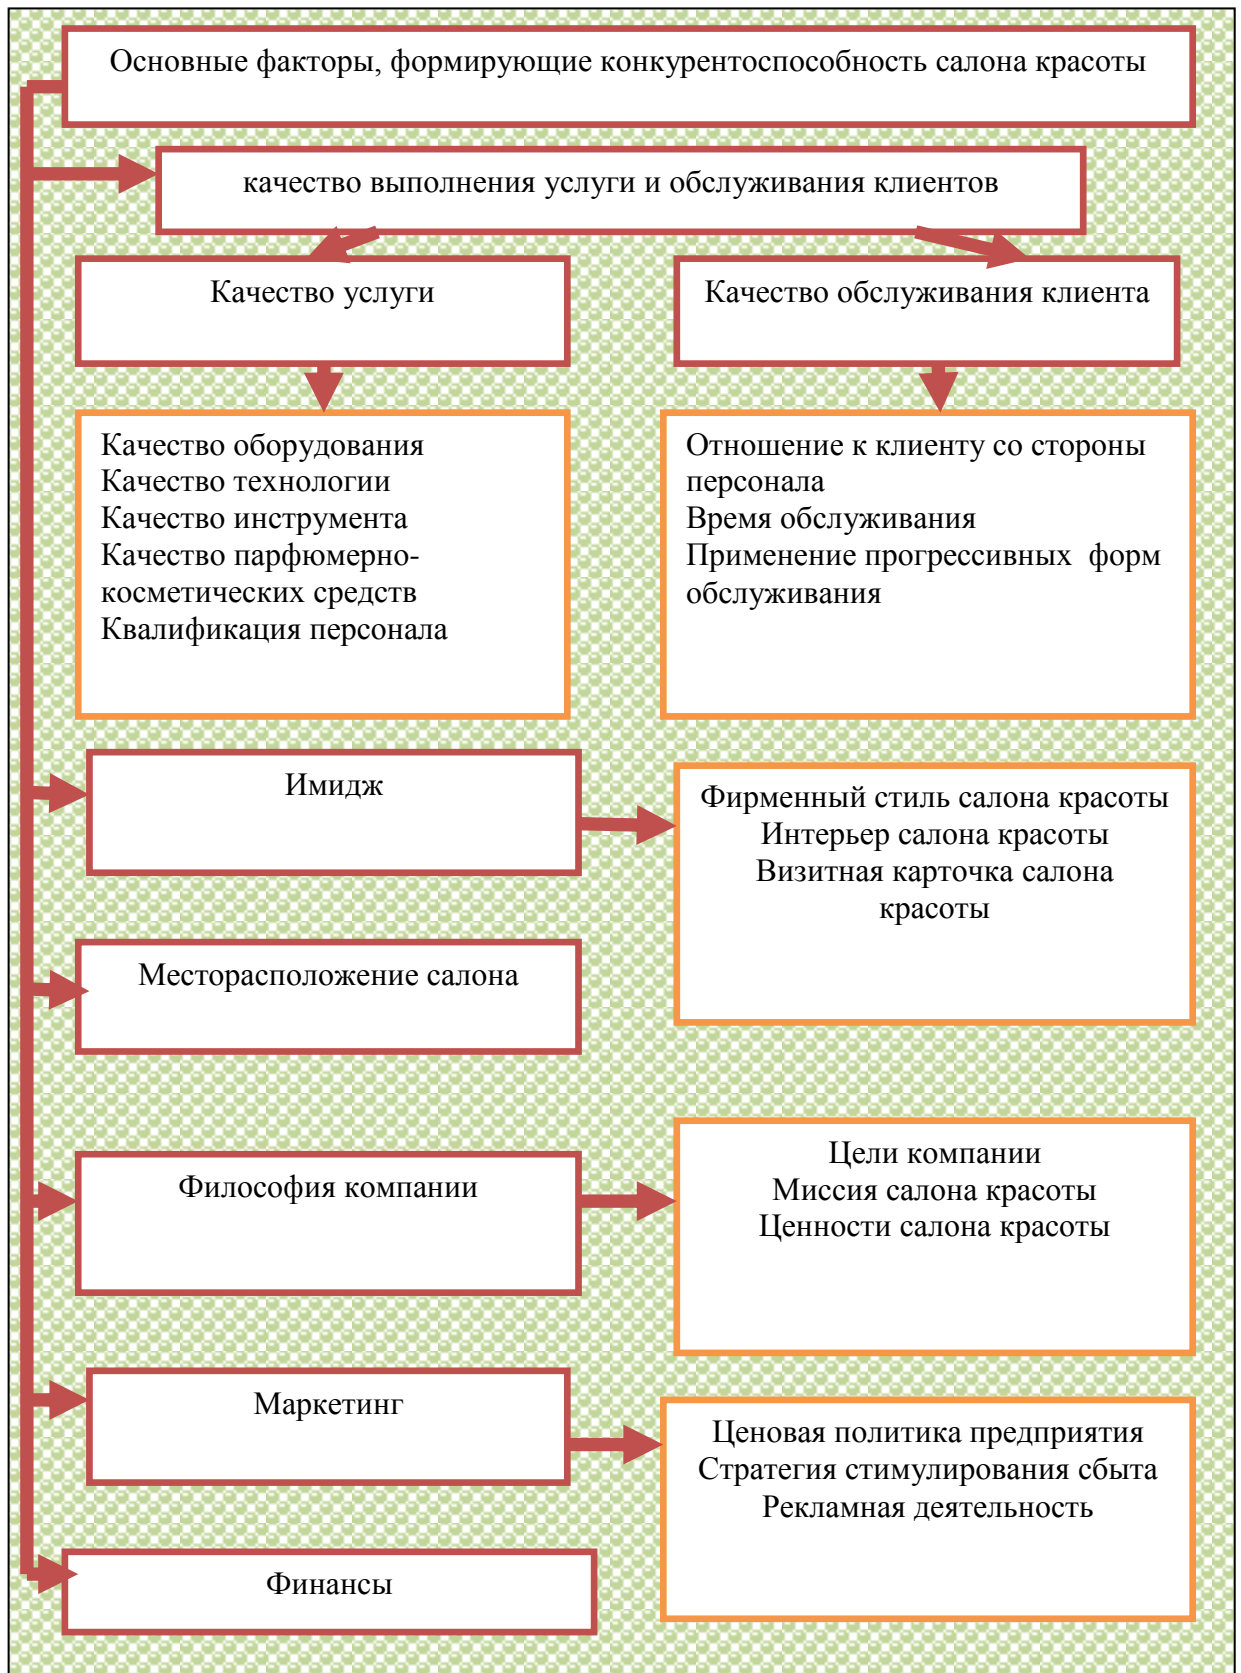 Основные факторы, формирующие конкурентоспособность салона красоты
качество выполнения услуги и обслуживания клиентов
Качество услуги
Качество обслуживания клиента
Качество оборудования
Качество технологии
Качество инструмента
Качество парфюмерно-
косметических средств
Квалификация персонала
Отношение к клиенту со стороны
персонала
Время обслуживания
Применение прогрессивных форм
обслуживания
Имидж
Фирменный стиль салона красоты
Интерьер салона красоты
Визитная карточка салона
красоты
Месторасположение салона
Философия компании
Цели компании
Миссия салона красоты
Ценности салона красоты
Маркетинг
Ценовая политика предприятия
Стратегия стимулирования сбыта
Рекламная деятельность
Финансы